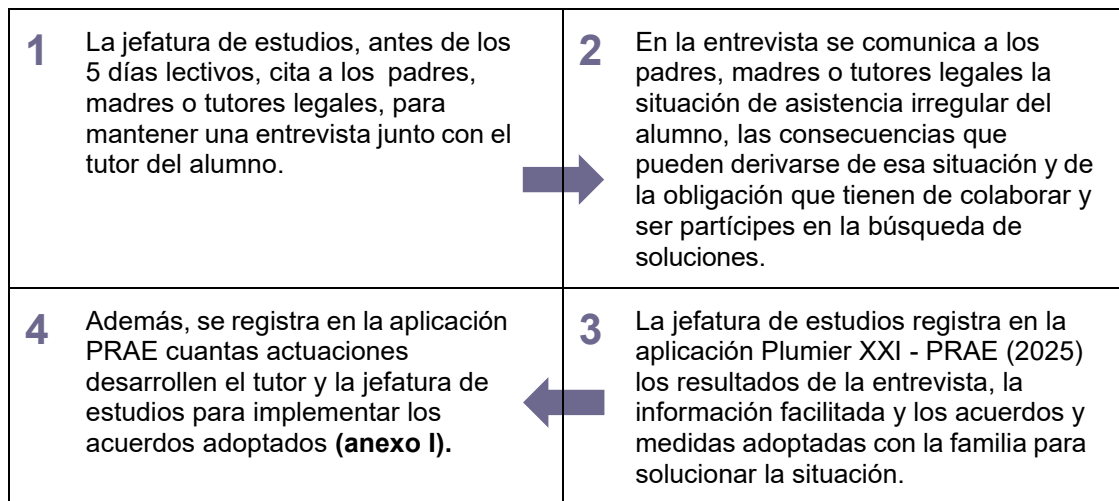 1
La jefatura de estudios, antes de los
5 días lectivos, cita a los padres,
madres o tutores legales, para
mantener una entrevista junto con el
tutor del alumno.
2
En la entrevista se comunica a los
padres, madres o tutores legales la
situación de asistencia irregular del
alumno, las consecuencias que
pueden derivarse de esa situación y de
la obligación que tienen de colaborar y
ser partícipes en la búsqueda de
soluciones.
3
La jefatura de estudios registra en la
aplicación Plumier XXI - PRAE (2025)
los resultados de la entrevista, la
información facilitada y los acuerdos y
medidas adoptadas con la familia para
solucionar la situación.
4
Además, se registra en la aplicación
PRAE cuantas actuaciones
desarrollen el tutor y la jefatura de
estudios para implementar los
acuerdos adoptados (anexo I).